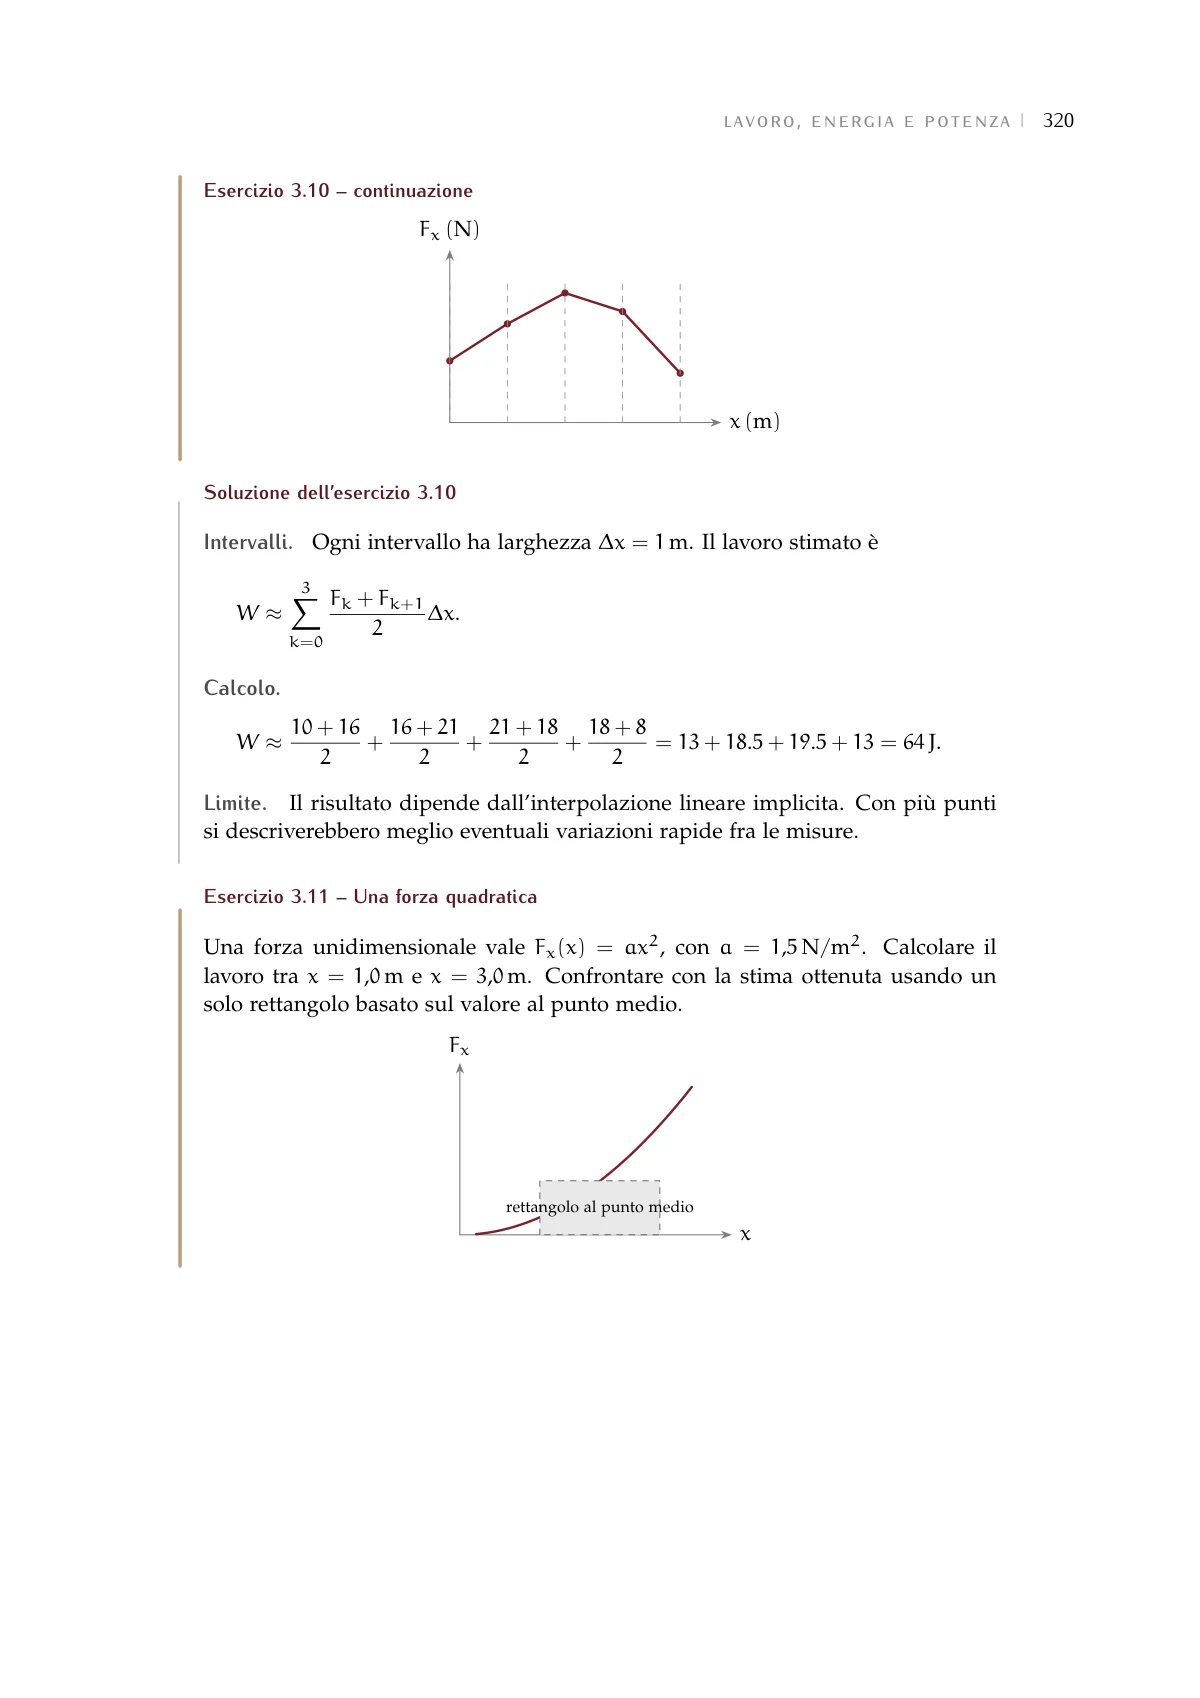 LAVORO, ENERGIA E POTENZA | 320
Esercizio 3.10 – continuazione
Fₓ (N)
x (m)
Soluzione dell'esercizio 3.10
Intervalli. Ogni intervallo ha larghezza Δx = 1 m. Il lavoro stimato è
W ≈ ∑_{k=0}^{3} (F_k + F_{k+1})/2 Δx.
Calcolo.
W ≈ (10 + 16)/2 + (16 + 21)/2 + (21 + 18)/2 + (18 + 8)/2 = 13 + 18.5 + 19.5 + 13 = 64 J.
Limite. Il risultato dipende dall'interpolazione lineare implicita. Con più punti
si descriverebbero meglio eventuali variazioni rapide fra le misure.
Esercizio 3.11 – Una forza quadratica
Una forza unidimensionale vale Fₓ(x) = ax², con a = 1,5 N/m². Calcolare il
lavoro tra x = 1,0 m e x = 3,0 m. Confrontare con la stima ottenuta usando un
solo rettangolo basato sul valore al punto medio.
Fₓ
rettangolo al punto medio
x